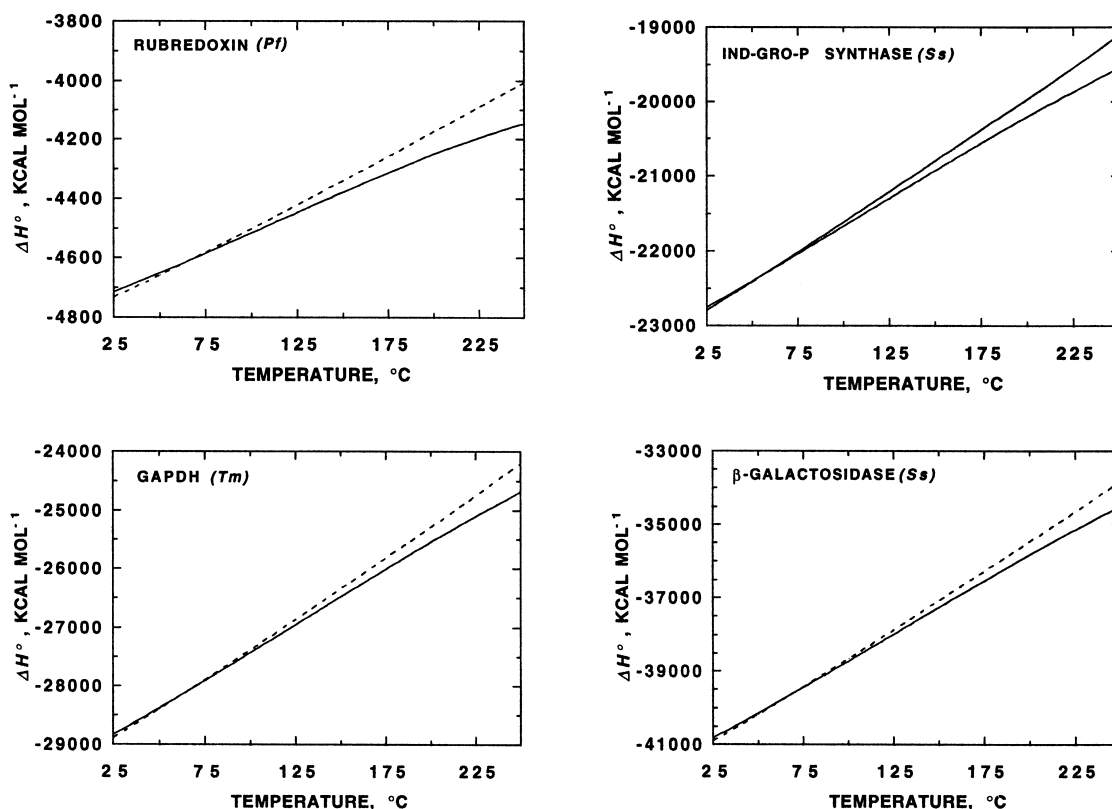 RUBREDOXIN (Pf)
-3800
-4000
-4200
-4400
-4600
-4800
ΔH° , KCAL MOL⁻¹
25 75 125 175 225
TEMPERATURE, °C
IND-GRO-P SYNTHASE (Ss)
-19000
-20000
-21000
-22000
-23000
ΔH° , KCAL MOL⁻¹
25 75 125 175 225
TEMPERATURE, °C
GAPDH (Tm)
-24000
-25000
-26000
-27000
-28000
-29000
ΔH° , KCAL MOL⁻¹
25 75 125 175 225
TEMPERATURE, °C
β-GALACTOSIDASE (Ss)
-33000
-35000
-37000
-39000
-41000
ΔH° , KCAL MOL⁻¹
25 75 125 175 225
TEMPERATURE, °C